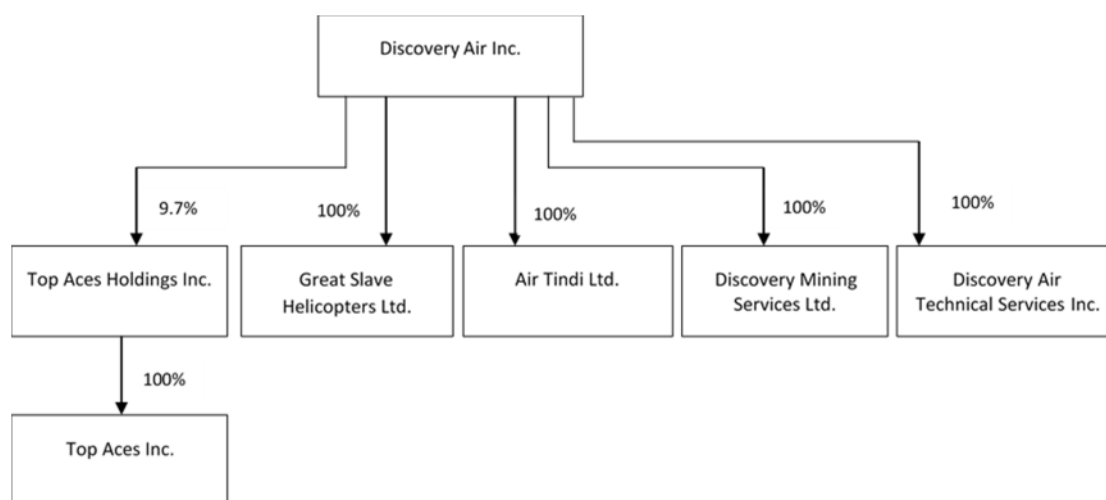 Discovery Air Inc.
9.7%
100%
100%
100%
100%
Top Aces Holdings Inc.
Great Slave
Helicopters Ltd.
Air Tindi Ltd.
Discovery Mining
Services Ltd.
Discovery Air
Technical Services Inc.
100%
Top Aces Inc.